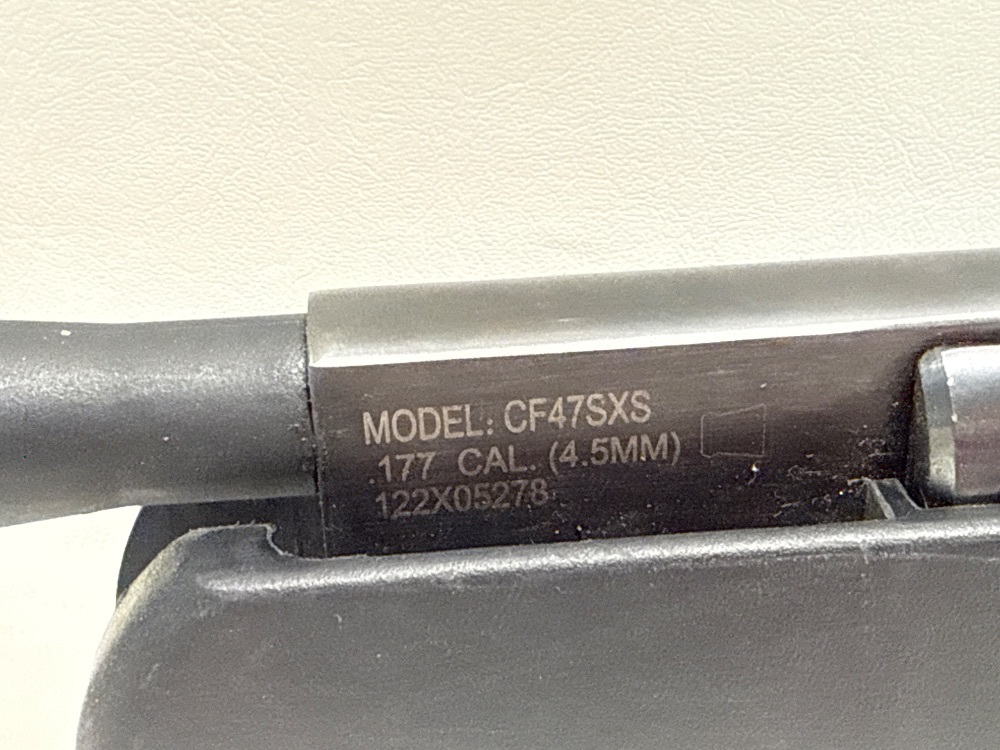 MODEL: CF47SXS
.177 CAL. (4.5MM)
122X05278